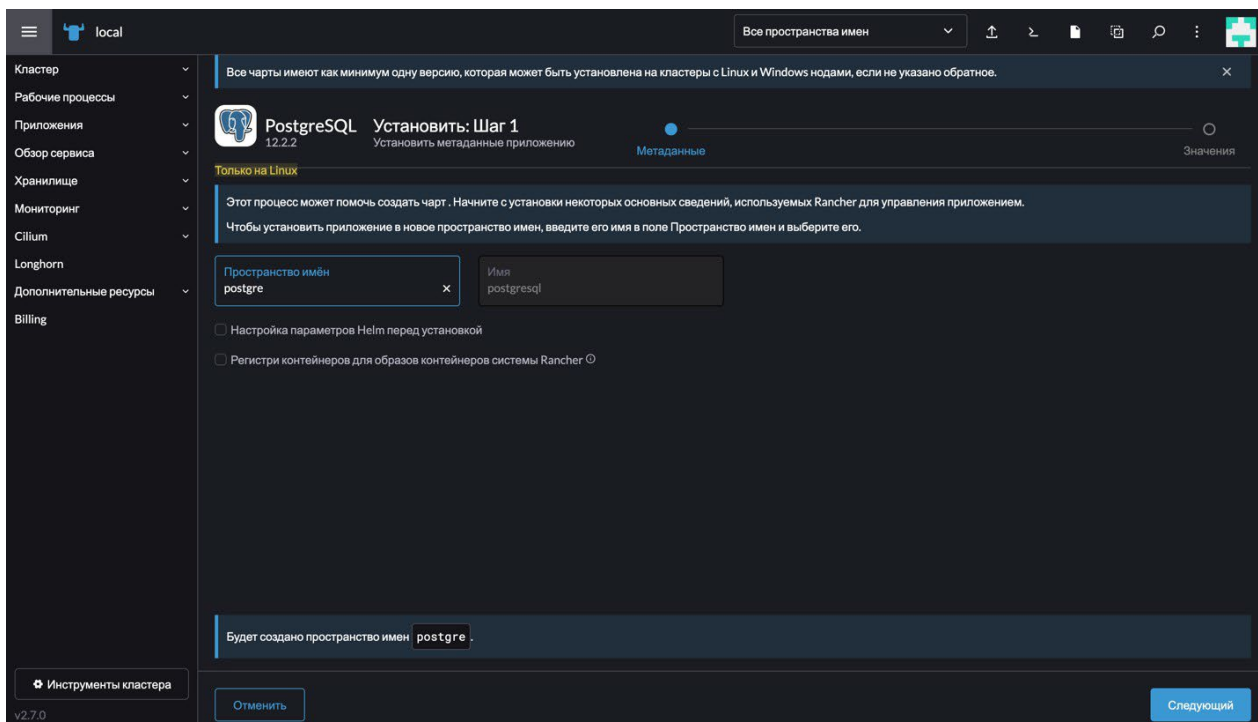 local
Все пространства имен
Кластер
Рабочие процессы
Приложения
Обзор сервиса
Хранилище
Мониторинг
Cilium
Longhorn
Дополнительные ресурсы
Billing
Инструменты кластера
v2.7.0
Все чарты имеют как минимум одну версию, которая может быть установлена на кластеры с Linux и Windows нодами, если не указано обратное.
PostgreSQL
12.2.2
Установить: Шаг 1
Установить метаданные приложению
Метаданные
Значения
Только на Linux
Этот процесс может помочь создать чарт . Начните с установки некоторых основных сведений, используемых Rancher для управления приложением.
Чтобы установить приложение в новое пространство имен, введите его имя в поле Пространство имен и выберите его.
Пространство имён
postgre
Имя
postgresql
Настройка параметров Helm перед установкой
Регистри контейнеров для образов контейнеров системы Rancher
Будет создано пространство имен postgre .
Отменить
Следующий